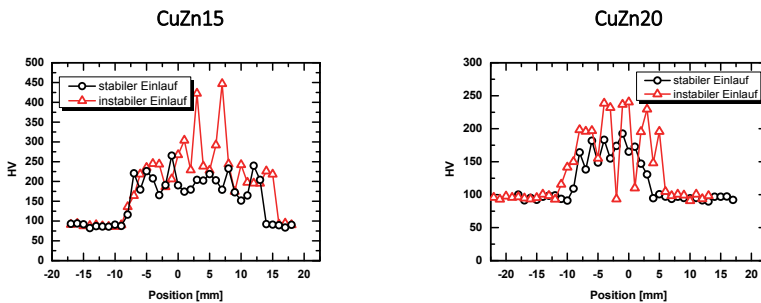 CuZn15
CuZn20
500
450
400
350
300
250
200
150
100
50
0
HV
stabiler Einlauf
instabiler Einlauf
-20 -15 -10 -5 0 5 10 15 20
Position [mm]
300
250
200
150
100
50
0
HV
stabiler Einlauf
instabiler Einlauf
-20 -15 -10 -5 0 5 10 15 20
Position [mm]